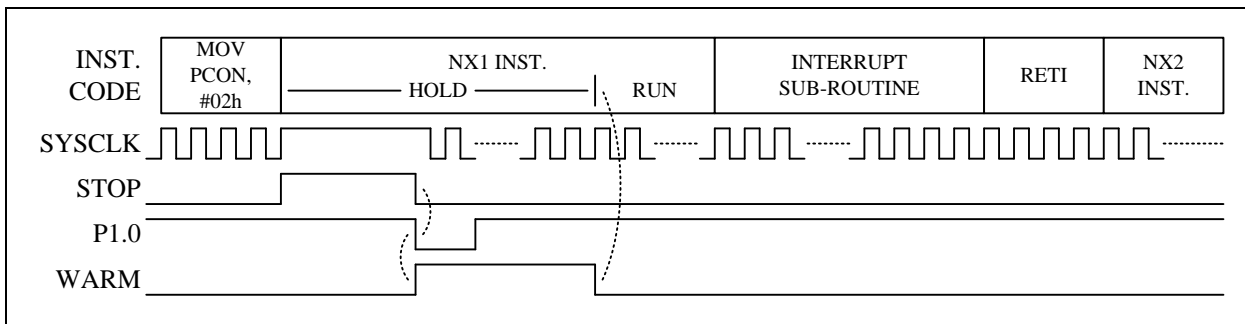 INST.
CODE
MOV
PCON,
#02h
NX1 INST.
HOLD
RUN
INTERRUPT
SUB-ROUTINE
RETI
NX2
INST.
SYSCLK
STOP
P1.0
WARM